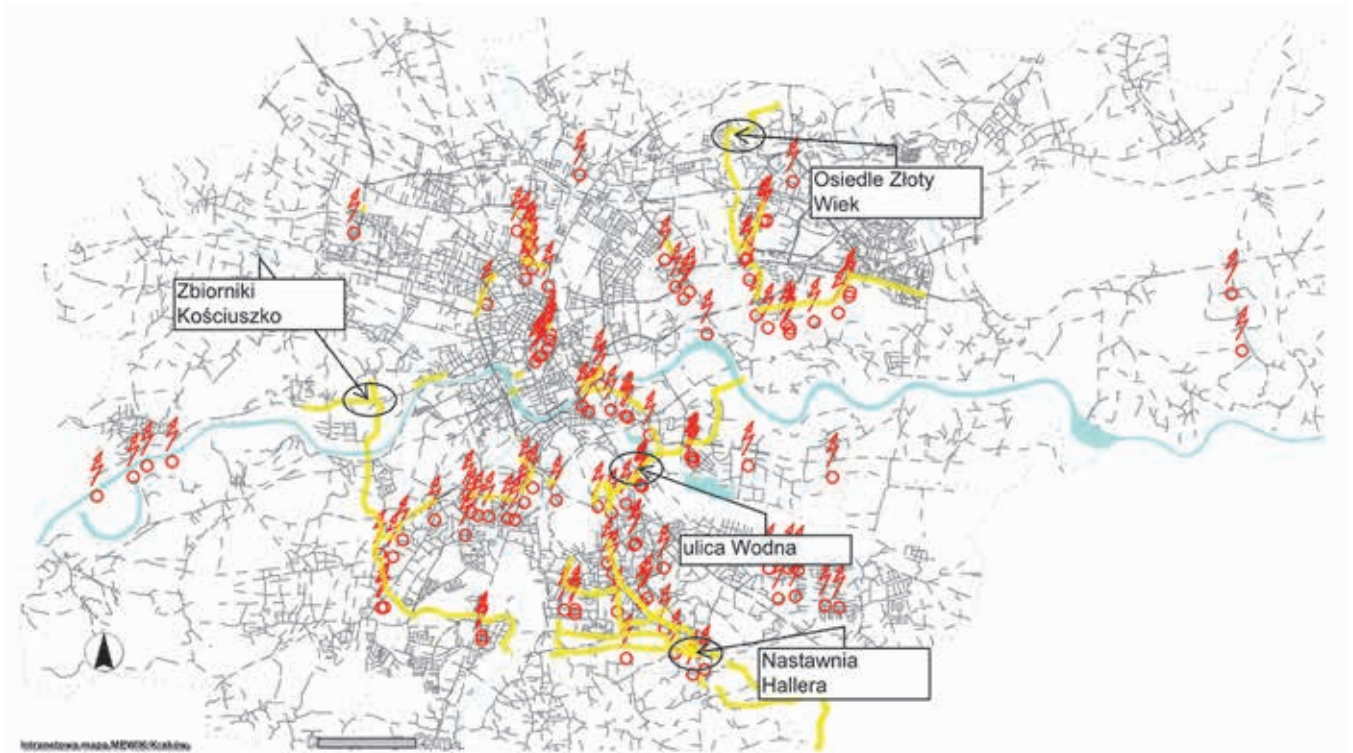 Osiedle Złoty
Wiek
Zbiorniki
Kościuszko
ulica Wodna
Nastawnia
Hallera